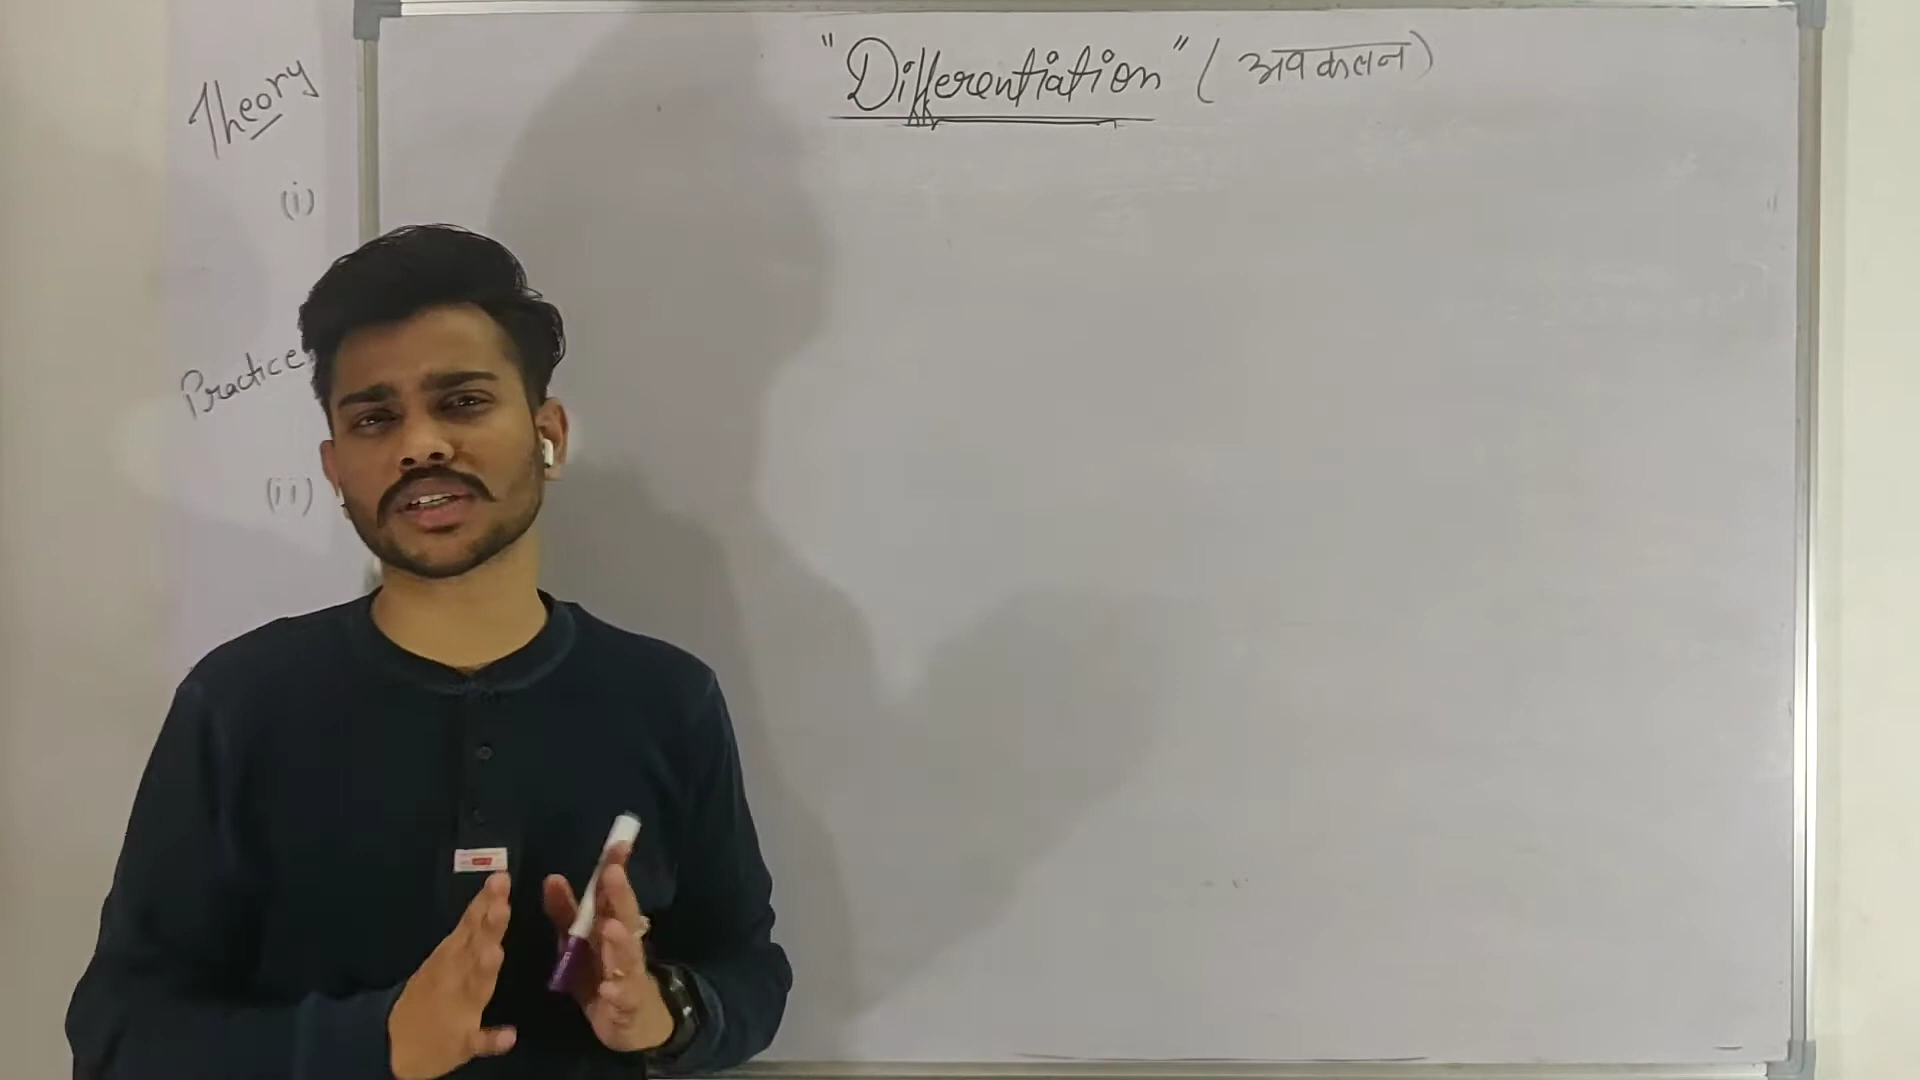 "Differentiation" (अवकलन)
Theory
(i)
Practice
(ii)